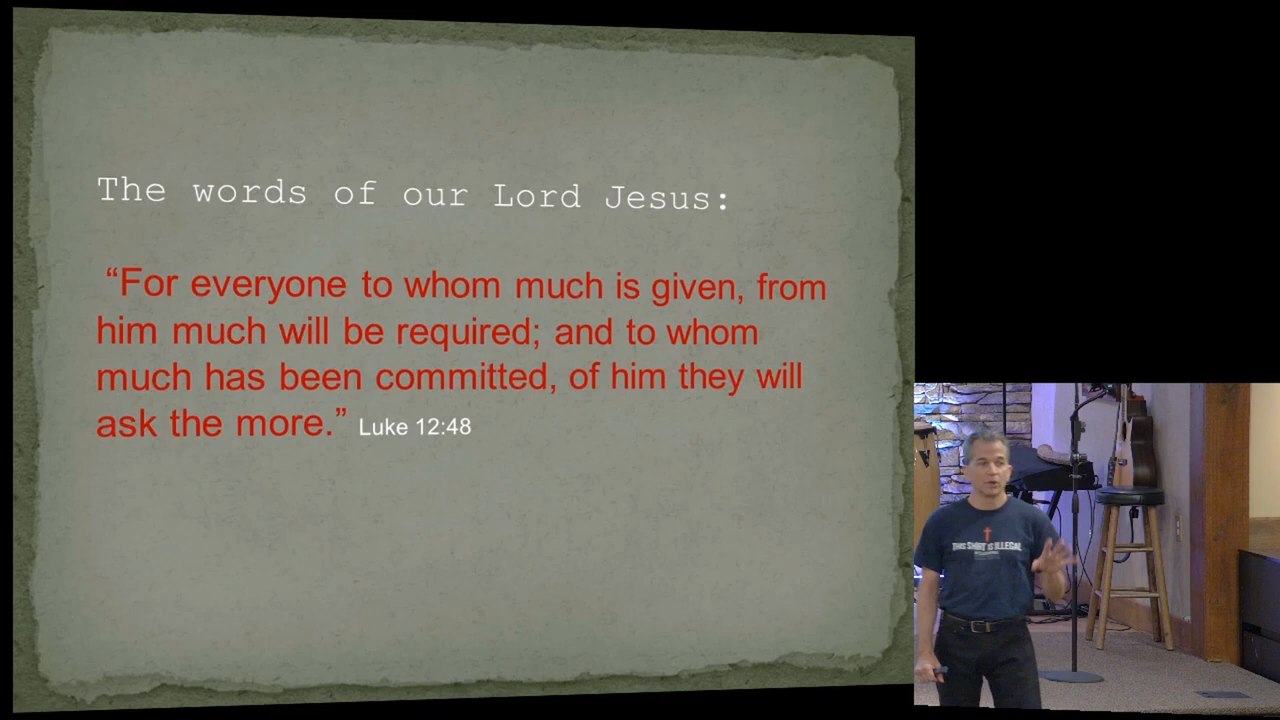 The words of our Lord Jesus:
“For everyone to whom much is given, from
him much will be required; and to whom
much has been committed, of him they will
ask the more.” Luke 12:48
THIS SHIRT IS ILLEGAL